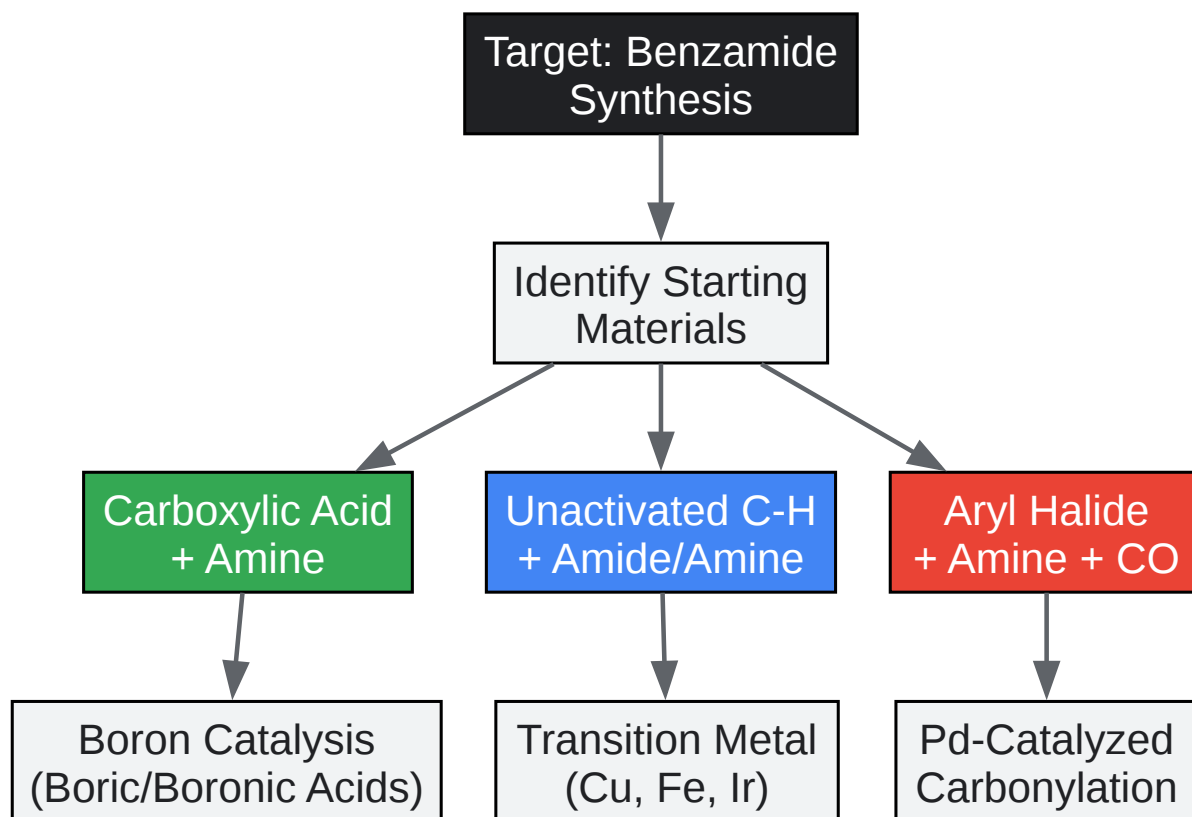 Target: Benzamide
Synthesis
Identify Starting
Materials
Carboxylic Acid
+ Amine
Unactivated C-H
+ Amide/Amine
Aryl Halide
+ Amine + CO
Boron Catalysis
(Boric/Boronic Acids)
Transition Metal
(Cu, Fe, Ir)
Pd-Catalyzed
Carbonylation